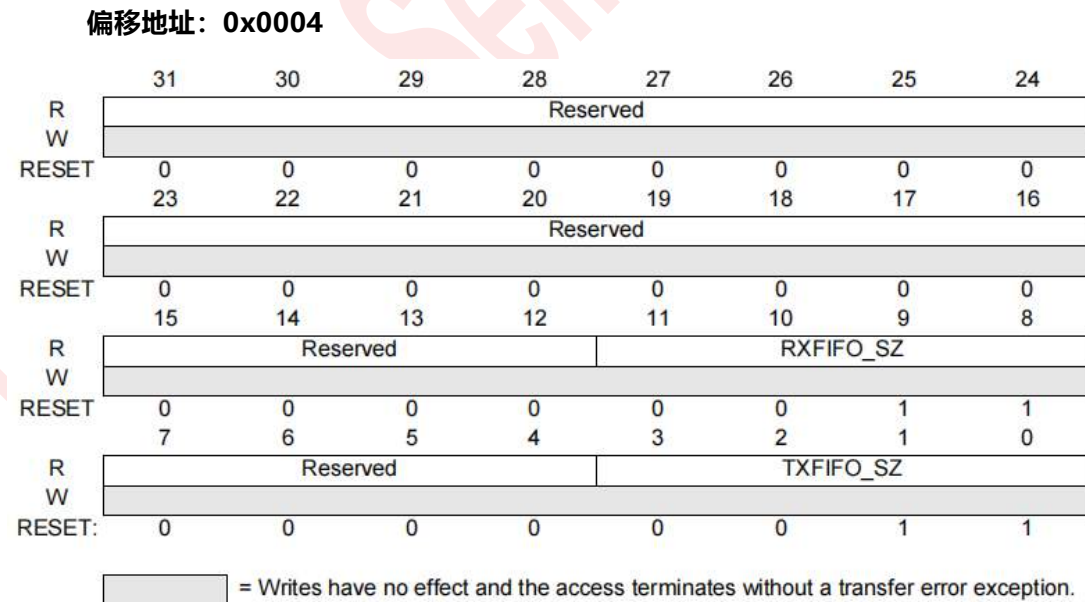 偏移地址：0x0004
31 30 29 28 27 26 25 24
R Reserved
W
RESET 0 0 0 0 0 0 0 0
23 22 21 20 19 18 17 16
R Reserved
W
RESET 0 0 0 0 0 0 0 0
15 14 13 12 11 10 9 8
R Reserved RXFIFO_SZ
W
RESET 0 0 0 0 0 0 1 1
7 6 5 4 3 2 1 0
R Reserved TXFIFO_SZ
W
RESET: 0 0 0 0 0 0 1 1
= Writes have no effect and the access terminates without a transfer error exception.